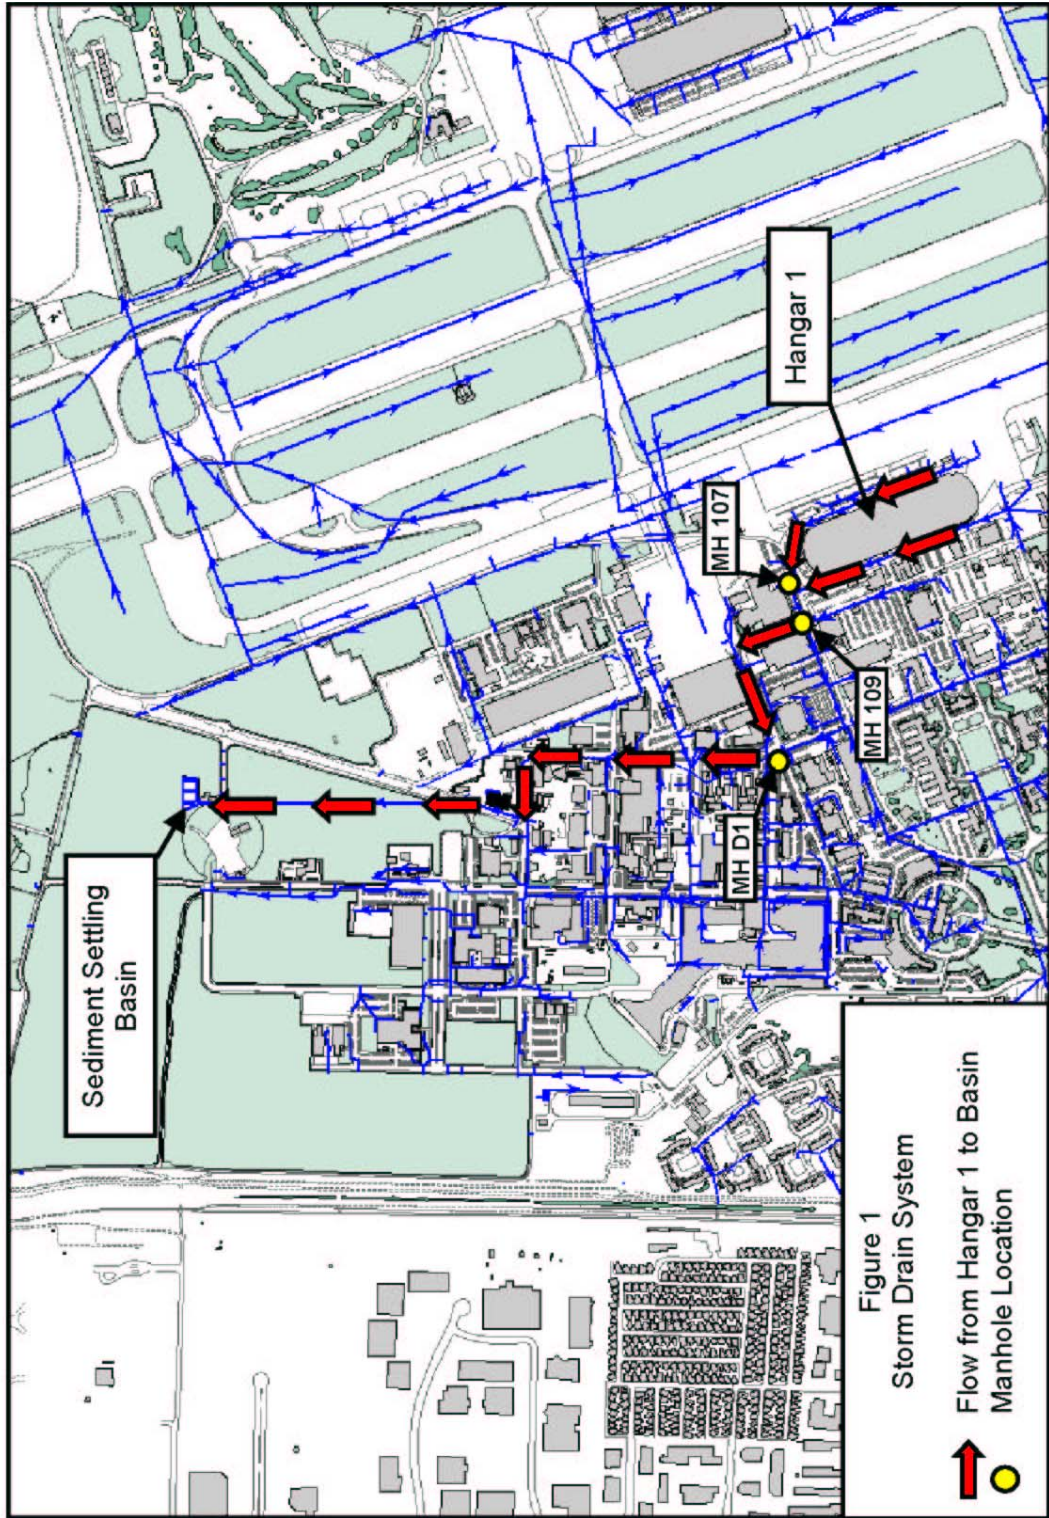 Sediment Settling
Basin
MH D1
MH 109
MH 107
Hangar 1
Figure 1
Storm Drain System
Flow from Hangar 1 to Basin
Manhole Location